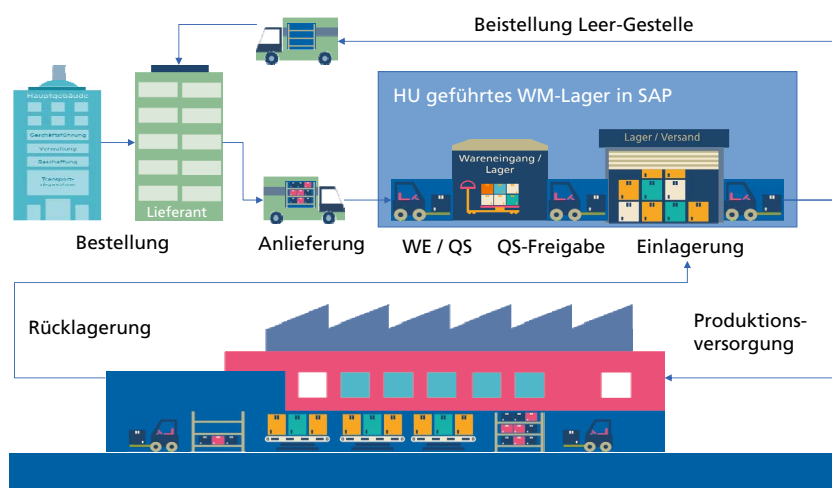 Beistellung Leer-Gestelle
HU geführtes WM-Lager in SAP
Hauptgebäude
Geschäftsführung
Verwaltung
Beschaffung
Lieferant
Wareneingang /
Lager
Lager / Versand
Bestellung
Anlieferung
WE / QS
QS-Freigabe
Einlagerung
Rücklagerung
Produktions-
versorgung